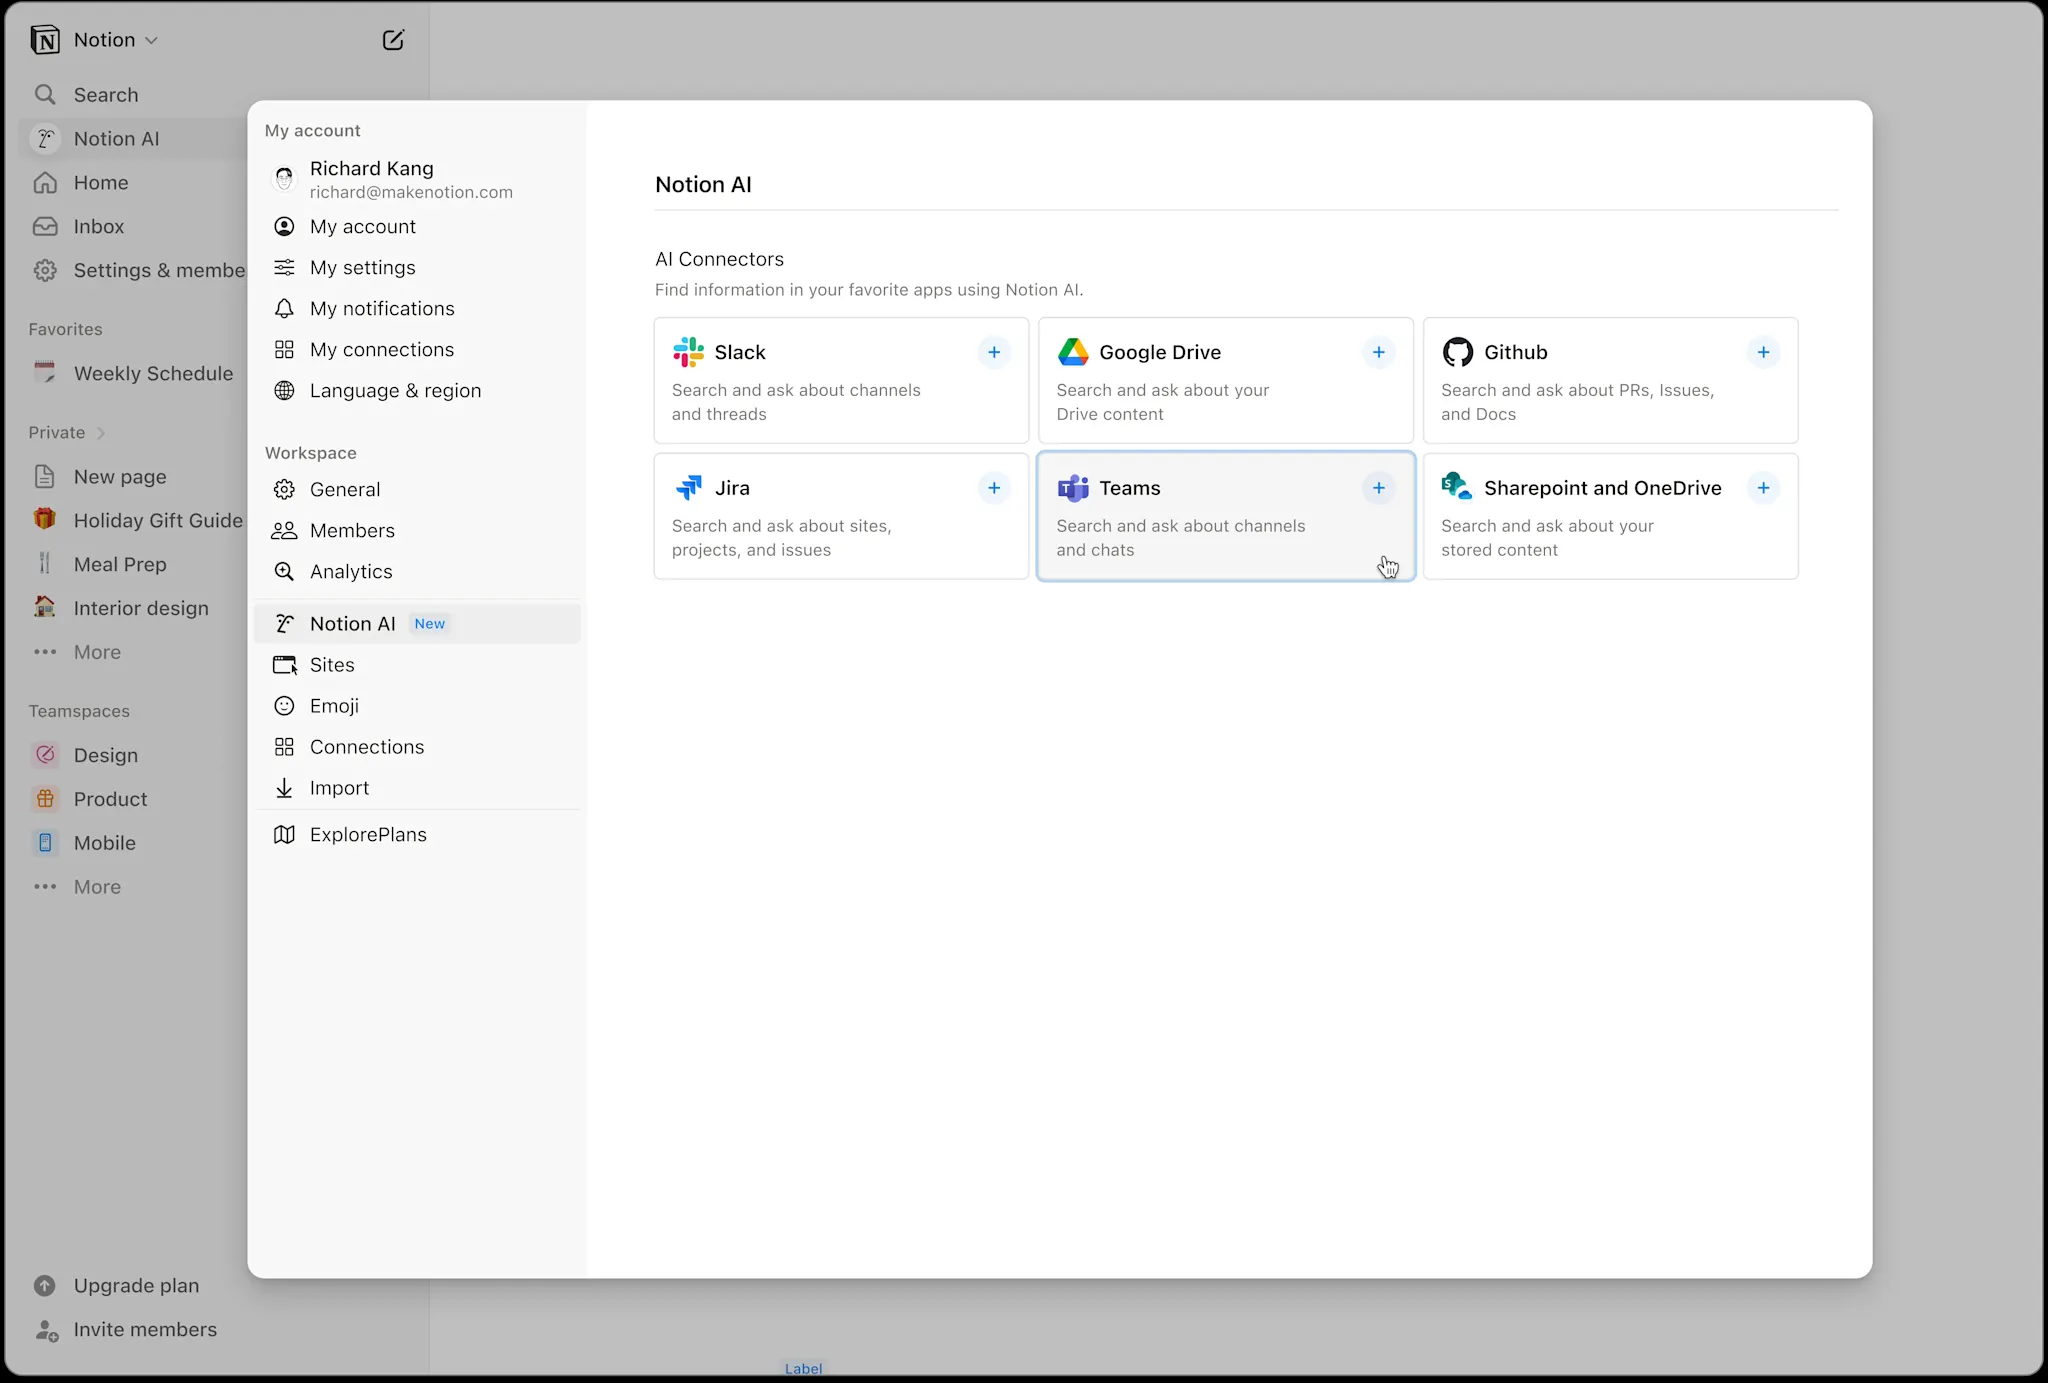 Notion
Search
Notion AI
Home
Inbox
Settings & membe
Favorites
Weekly Schedule
Private
New page
Holiday Gift Guide
Meal Prep
Interior design
More
Teamspaces
Design
Product
Mobile
More
Upgrade plan
Invite members
My account
Richard Kang
richard@makenotion.com
My account
My settings
My notifications
My connections
Language & region
Workspace
General
Members
Analytics
Notion AI New
Sites
Emoji
Connections
Import
ExplorePlans
Notion AI
AI Connectors
Find information in your favorite apps using Notion AI.
Slack
Search and ask about channels
and threads
Google Drive
Search and ask about your
Drive content
Github
Search and ask about PRs, Issues,
and Docs
Jira
Search and ask about sites,
projects, and issues
Teams
Search and ask about channels
and chats
Sharepoint and OneDrive
Search and ask about your
stored content
Label